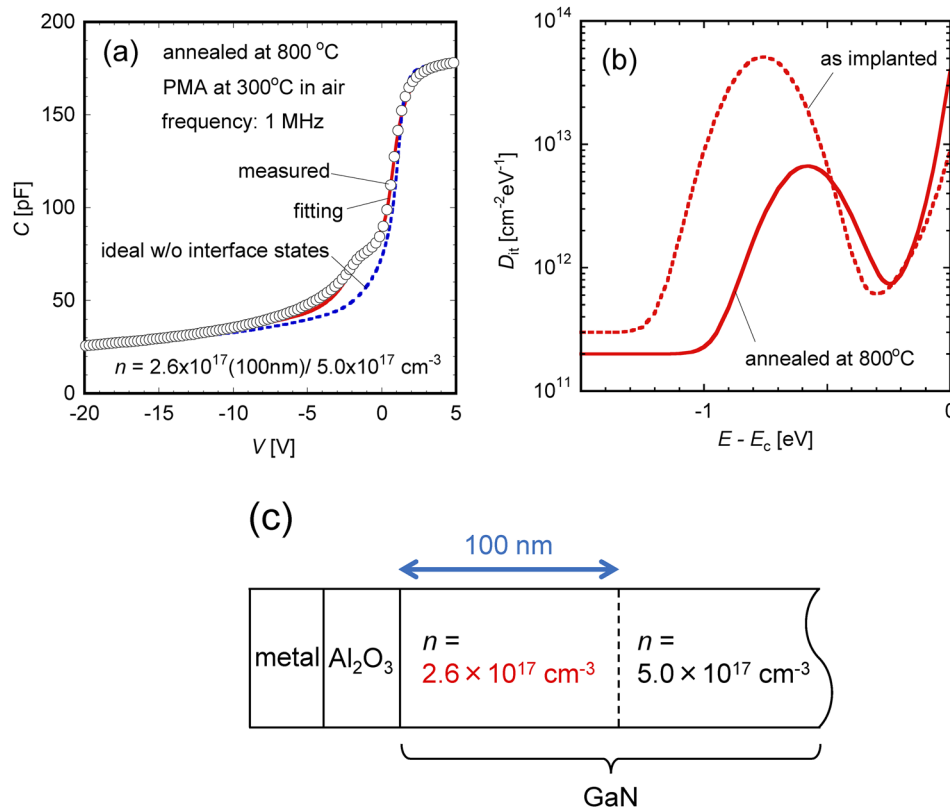 (a)
annealed at 800 °C
PMA at 300°C in air
frequency: 1 MHz
measured
fitting
ideal w/o interface states
n = 2.6x10¹⁷(100nm)/ 5.0x10¹⁷ cm⁻³
200
150
100
50
0
C [pF]
-20
-15
-10
-5
0
5
V [V]
(b)
as implanted
annealed at 800°C
10¹⁴
10¹³
10¹²
10¹¹
D_it [cm⁻²eV⁻¹]
-1
0
E - E_c [eV]
(c)
100 nm
metal
Al₂O₃
n =
2.6 × 10¹⁷ cm⁻³
n =
5.0 × 10¹⁷ cm⁻³
GaN